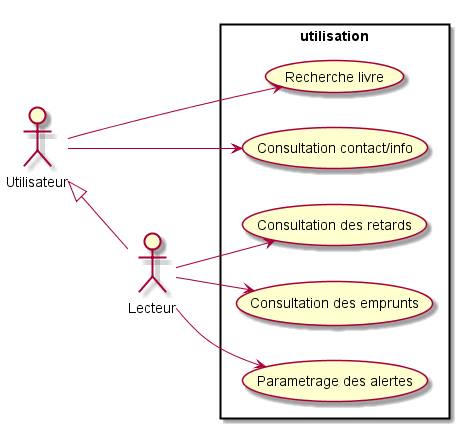 utilisation
Recherche livre
Consultation contact/info
Utilisateur
Consultation des retards
Consultation des emprunts
Lecteur
Parametrage des alertes